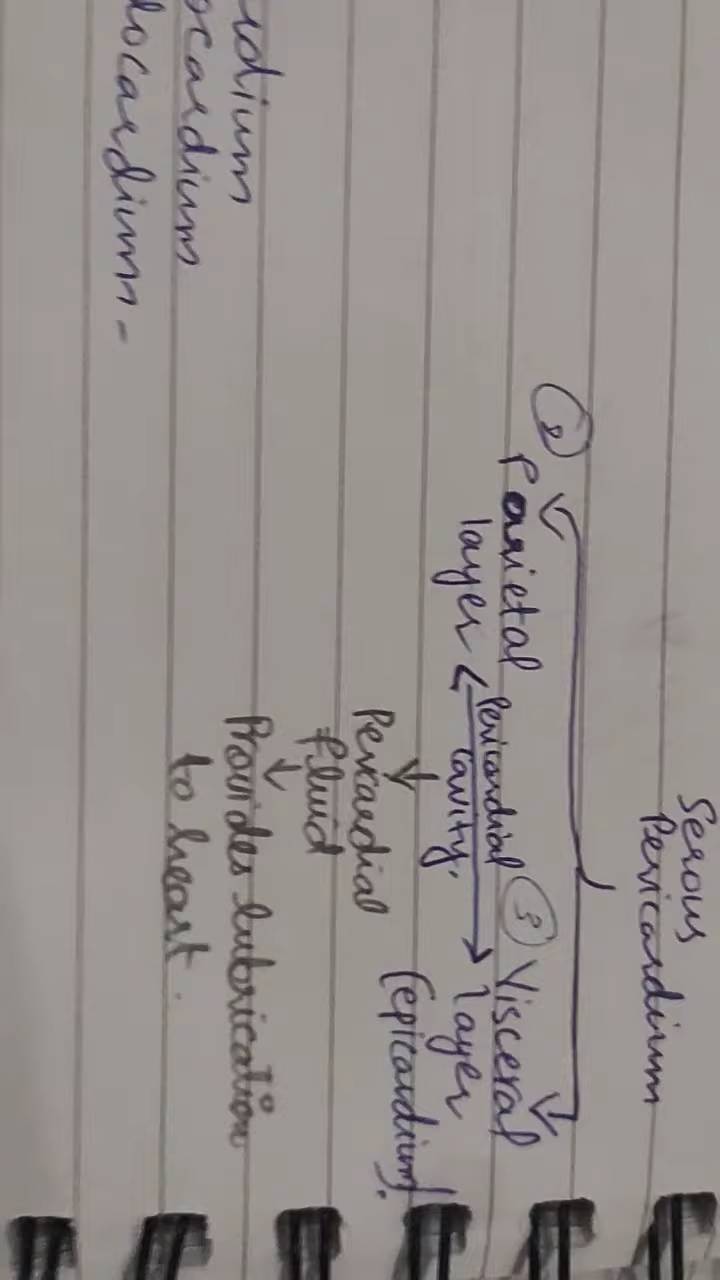 Serous
Pericardium
② Parietal
layer
Pericardial
cavity.
③ Visceral
layer
(epicardium).
Pericardial
fluid
Provides lubrication
to heart.
ocardium
docardium -